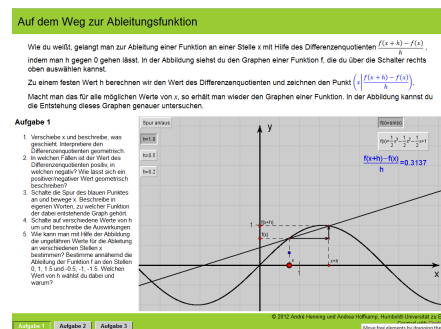 Auf dem Weg zur Ableitungsfunktion
Wie du weißt, gelangt man zur Ableitung einer Funktion an einer Stelle x mit Hilfe des Differenzenquotienten f(x + h) − f(x) / h ,
indem man h gegen 0 gehen lässt. In der Abbildung siehst du den Graphen einer Funktion f, die du über die Schalter rechts
oben auswählen kannst.
Zu einem festen Wert h berechnen wir den Wert des Differenzenquotienten und zeichnen den Punkt (x | f(x + h) − f(x) / h).
Macht man das für alle möglichen Werte von x, so erhält man wieder den Graphen einer Funktion. In der Abbildung kannst du
die Entstehung dieses Graphen genauer untersuchen.
Aufgabe 1
1. Verschiebe x und beschreibe, was
geschieht. Interpretiere den
Differenzenquotienten geometrisch.
2. In welchen Fällen ist der Wert des
Differenzenquotienten positiv, in
welchen negativ? Wie lässt sich ein
positiver/negativer Wert geometrisch
beschreiben?
3. Schalte die Spur des blauen Punktes
an und bewege x. Beschreibe in
eigenen Worten, zu welcher Funktion
der dabei entstehende Graph gehört.
4. Schalte auf verschiedene Werte von h
um und beschreibe die Auswirkungen.
5. Wie kann man mit Hilfe der Abbildung
die ungefähren Werte für die Ableitung
an verschiedenen Stellen x
bestimmen? Bestimme annähernd die
Ableitung der Funktion f an den Stellen
0, 1, 1.5 und -0.5, -1, -1.5. Welchen
Wert von h wählst du dabei und
warum?
Spur an/aus
h=1.0
h=0.5
h=0.2
y
1
f(x+h)
f(x)
x
x+h
1
x
f(x)=sin(x)
f(x+h)−f(x) / h =0.3137
© 2012 André Henning und Andrea Hoffkamp, Humboldt-Universität zu B
Aufgabe 1 Aufgabe 2 Aufgabe 3